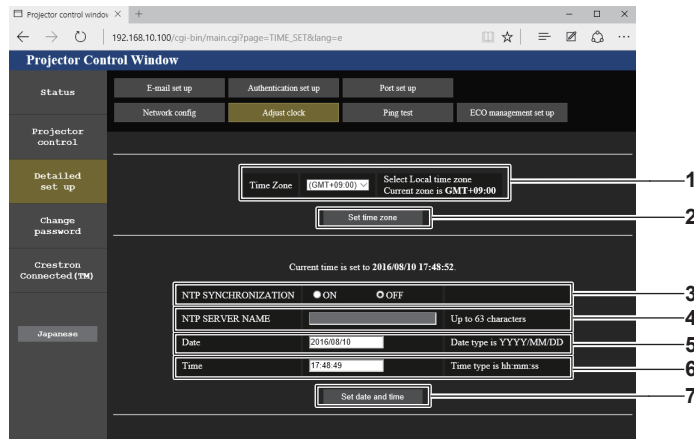 Projector control window
192.168.10.100/cgi-bin/main.cgi?page=TIME_SET&lang=e
Projector Control Window
Status
E-mail set up
Authentication set up
Port set up
Network config
Adjust clock
Ping test
ECO management set up
Projector control
Detailed set up
Change password
Crestron Connected(TM)
Japanese
Time Zone
(GMT+09:00)
Select Local time zone
Current zone is GMT+09:00
1
Set time zone
2
Current time is set to 2016/08/10 17:48:52.
NTP SYNCHRONIZATION ON OFF
3
NTP SERVER NAME Up to 63 characters
4
Date 2016/08/10 Date type is YYYY/MM/DD
5
Time 17:48:49 Time type is hh:mm:ss
6
Set date and time
7